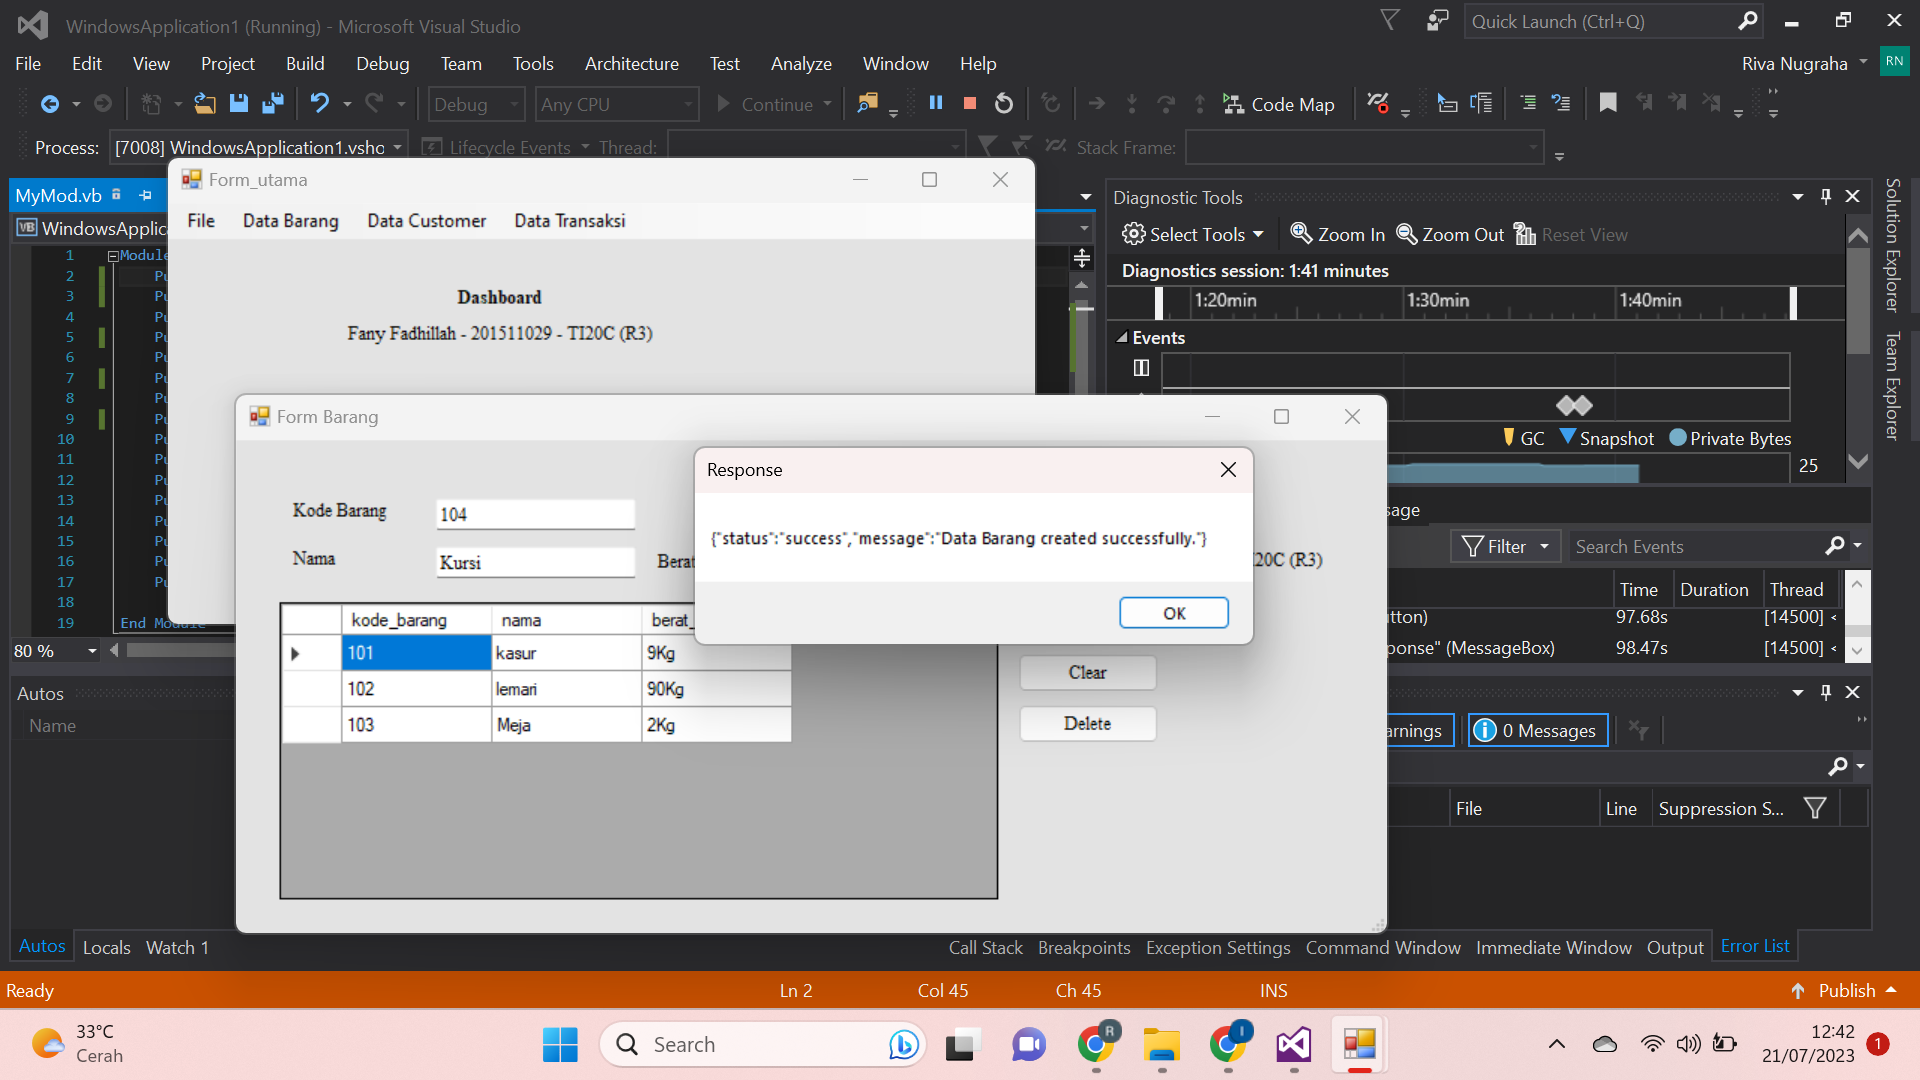 WindowsApplication1 (Running) - Microsoft Visual Studio
Quick Launch (Ctrl+Q)
File Edit View Project Build Debug Team Tools Architecture Test Analyze Window Help
Riva Nugraha RN
Debug Any CPU Continue Code Map
Process: [7008] WindowsApplication1.vsho Lifecycle Events Thread: Stack Frame:
MyMod.vb
WindowsApplic
1 Module
2 Pu
3 Pu
4 Pu
5 Pu
6 Pu
7 Pu
8 Pu
9 Pu
10 Pu
11 Pu
12 Pu
13 Pu
14 Pu
15 Pu
16 Pu
17 Pu
18
19 End Module
80 %
Form_utama
File Data Barang Data Customer Data Transaksi
Dashboard
Fany Fadhillah - 201511029 - TI20C (R3)
Form Barang
Kode Barang 104
Nama Kursi Berat
I20C (R3)
kode_barang nama berat_
101 kasur 9Kg
102 lemari 90Kg
103 Meja 2Kg
Clear
Delete
Response
{"status":"success","message":"Data Barang created successfully."}
OK
Diagnostic Tools
Select Tools Zoom In Zoom Out Reset View
Diagnostics session: 1:41 minutes
1:20min 1:30min 1:40min
Events
GC Snapshot Private Bytes
25
sage
Filter Search Events
Time Duration Thread
tton) 97.68s [14500]
ponse" (MessageBox) 98.47s [14500]
arnings 0 Messages
File Line Suppression S...
Solution Explorer
Team Explorer
Autos
Name
Autos Locals Watch 1
Call Stack Breakpoints Exception Settings Command Window Immediate Window Output Error List
Ready Ln 2 Col 45 Ch 45 INS Publish
33°C
Cerah
Search
R
I
12:42
21/07/2023
1